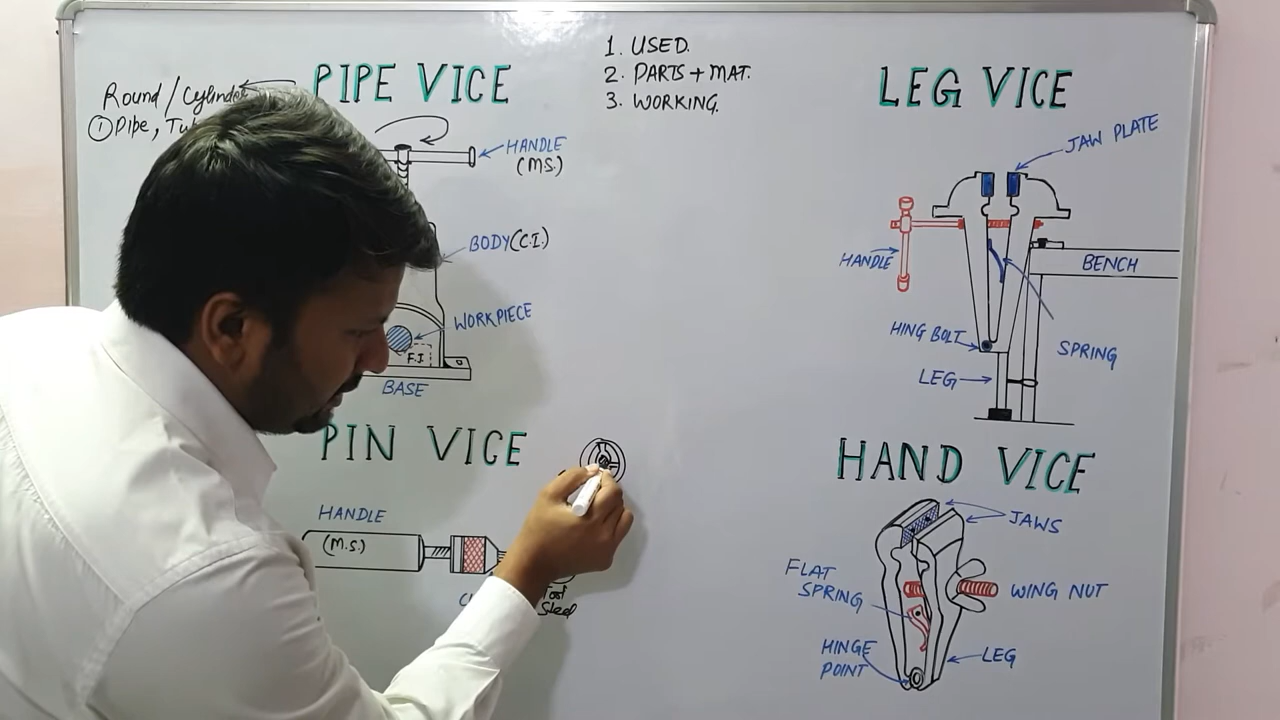 1. USED.
2. PARTS + MAT.
3. WORKING.
Round /
① Pipe,
PIPE VICE
HANDLE
(M.S.)
BODY (C.I.)
WORKPIECE
F.I
BASE
PIN VICE
HANDLE
(M.S.)
Tool
Steel
LEG VICE
JAW PLATE
HANDLE
BENCH
HING BOLT
SPRING
LEG
HAND VICE
JAWS
FLAT
SPRING
WING NUT
HINGE
POINT
LEG